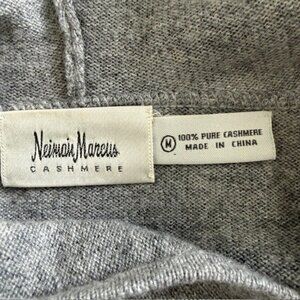 Neiman Marcus
CASHMERE
M 100% PURE CASHMERE
MADE IN CHINA